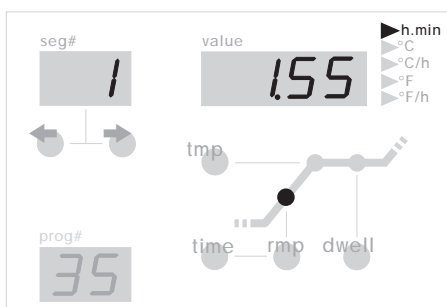 seg#
value
h.min
°C
°C/h
°F
°F/h
1
1.55
tmp
time
rmp
dwell
prog#
35